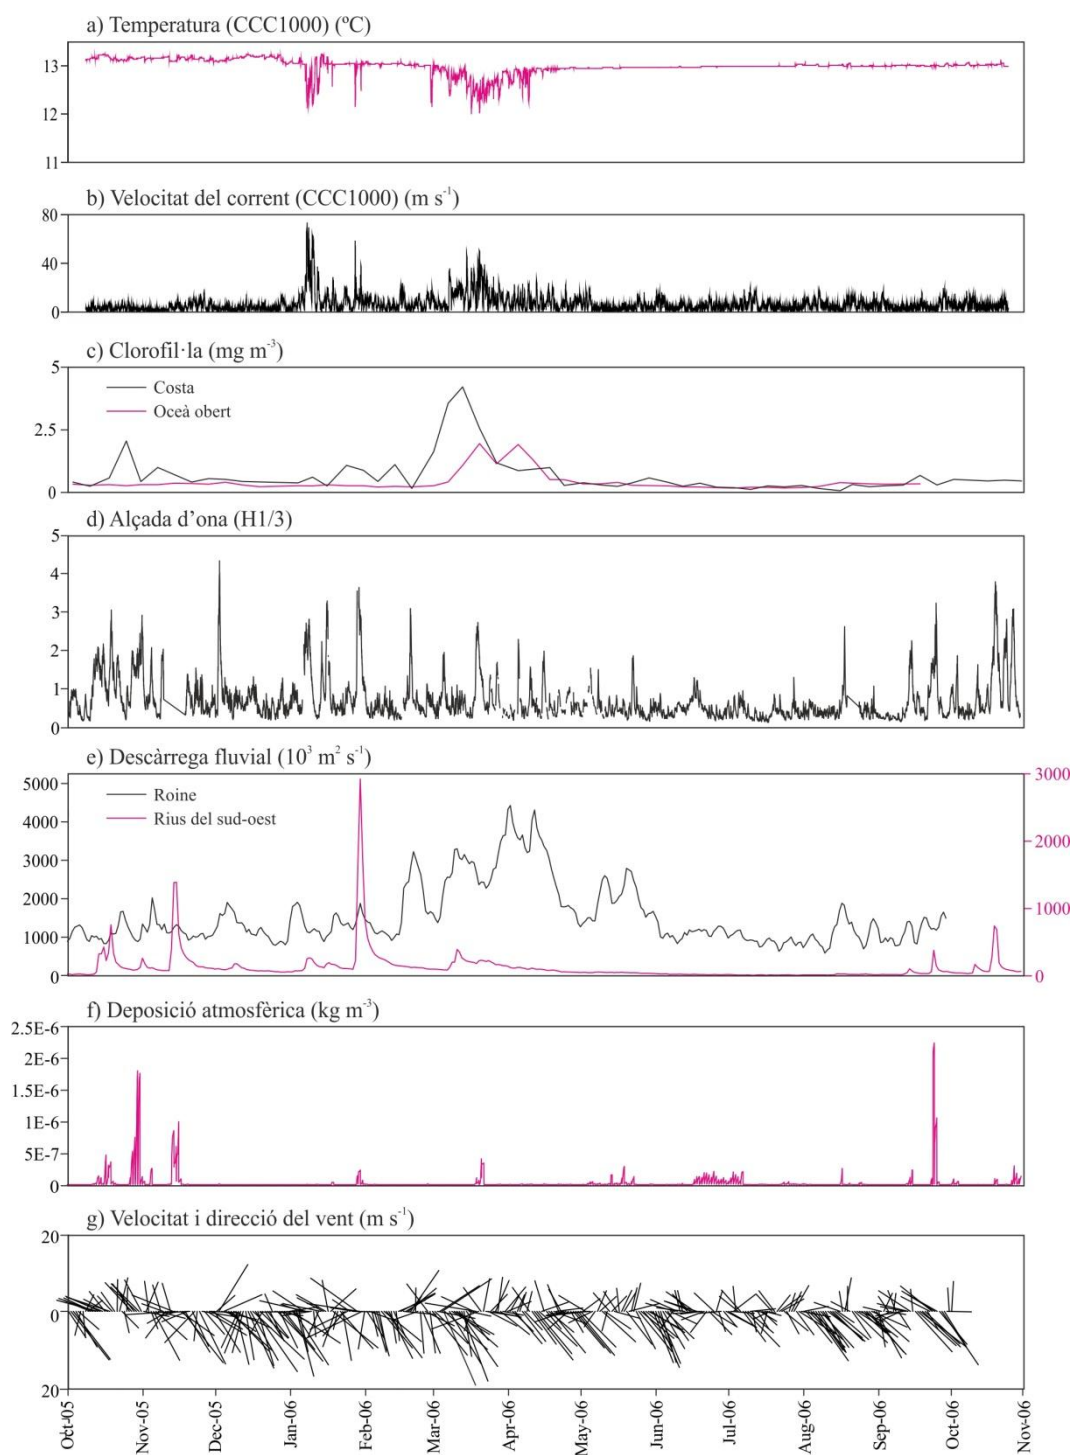 a) Temperatura (CCC1000) (ºC)
13
12
11
b) Velocitat del corrent (CCC1000) (m s⁻¹)
80
40
0
c) Clorofil·la (mg m⁻³)
5
Costa
Oceà obert
2.5
0
d) Alçada d’ona (H1/3)
5
4
3
2
1
0
e) Descàrrega fluvial (10³ m² s⁻¹)
5000
3000
Roine
4000
Rius del sud-oest
3000
2000
2000
1000
1000
0
0
f) Deposició atmosfèrica (kg m⁻³)
2.5E-6
2E-6
1.5E-6
1E-6
5E-7
0
g) Velocitat i direcció del vent (m s⁻¹)
20
0
20
Oct-05 Nov-05 Dec-05 Jan-06 Feb-06 Mar-06 Apr-06 May-06 Jun-06 Jul-06 Aug-06 Sep-06 Oct-06 Nov-06